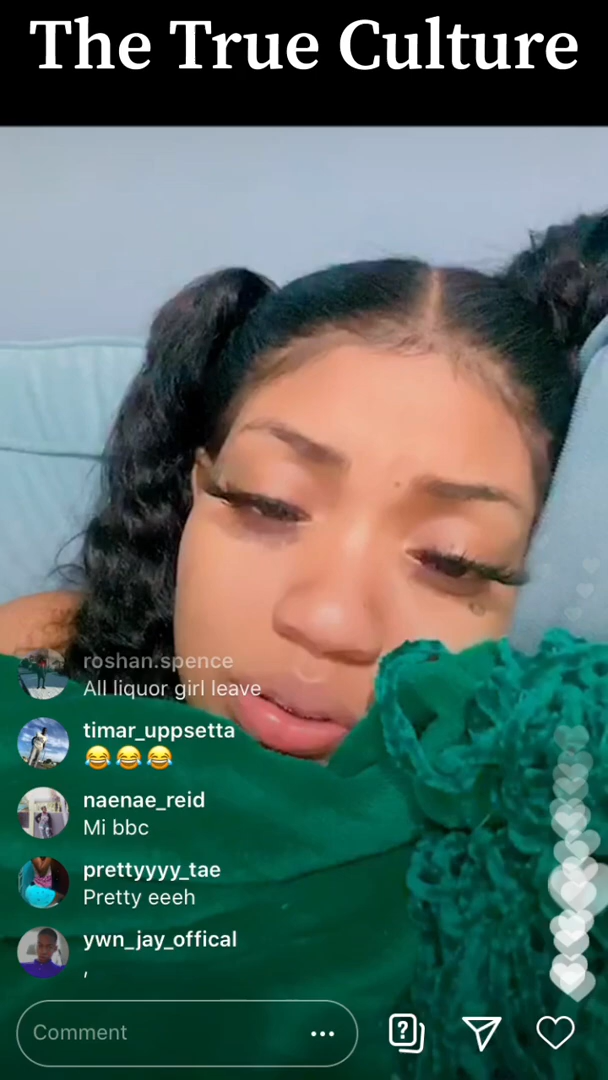 The True Culture
roshan.spence
All liquor girl leave
timar_uppsetta
😂😂😂
naenae_reid
Mi bbc
prettyyyy_tae
Pretty eeeh
ywn_jay_offical
,
Comment